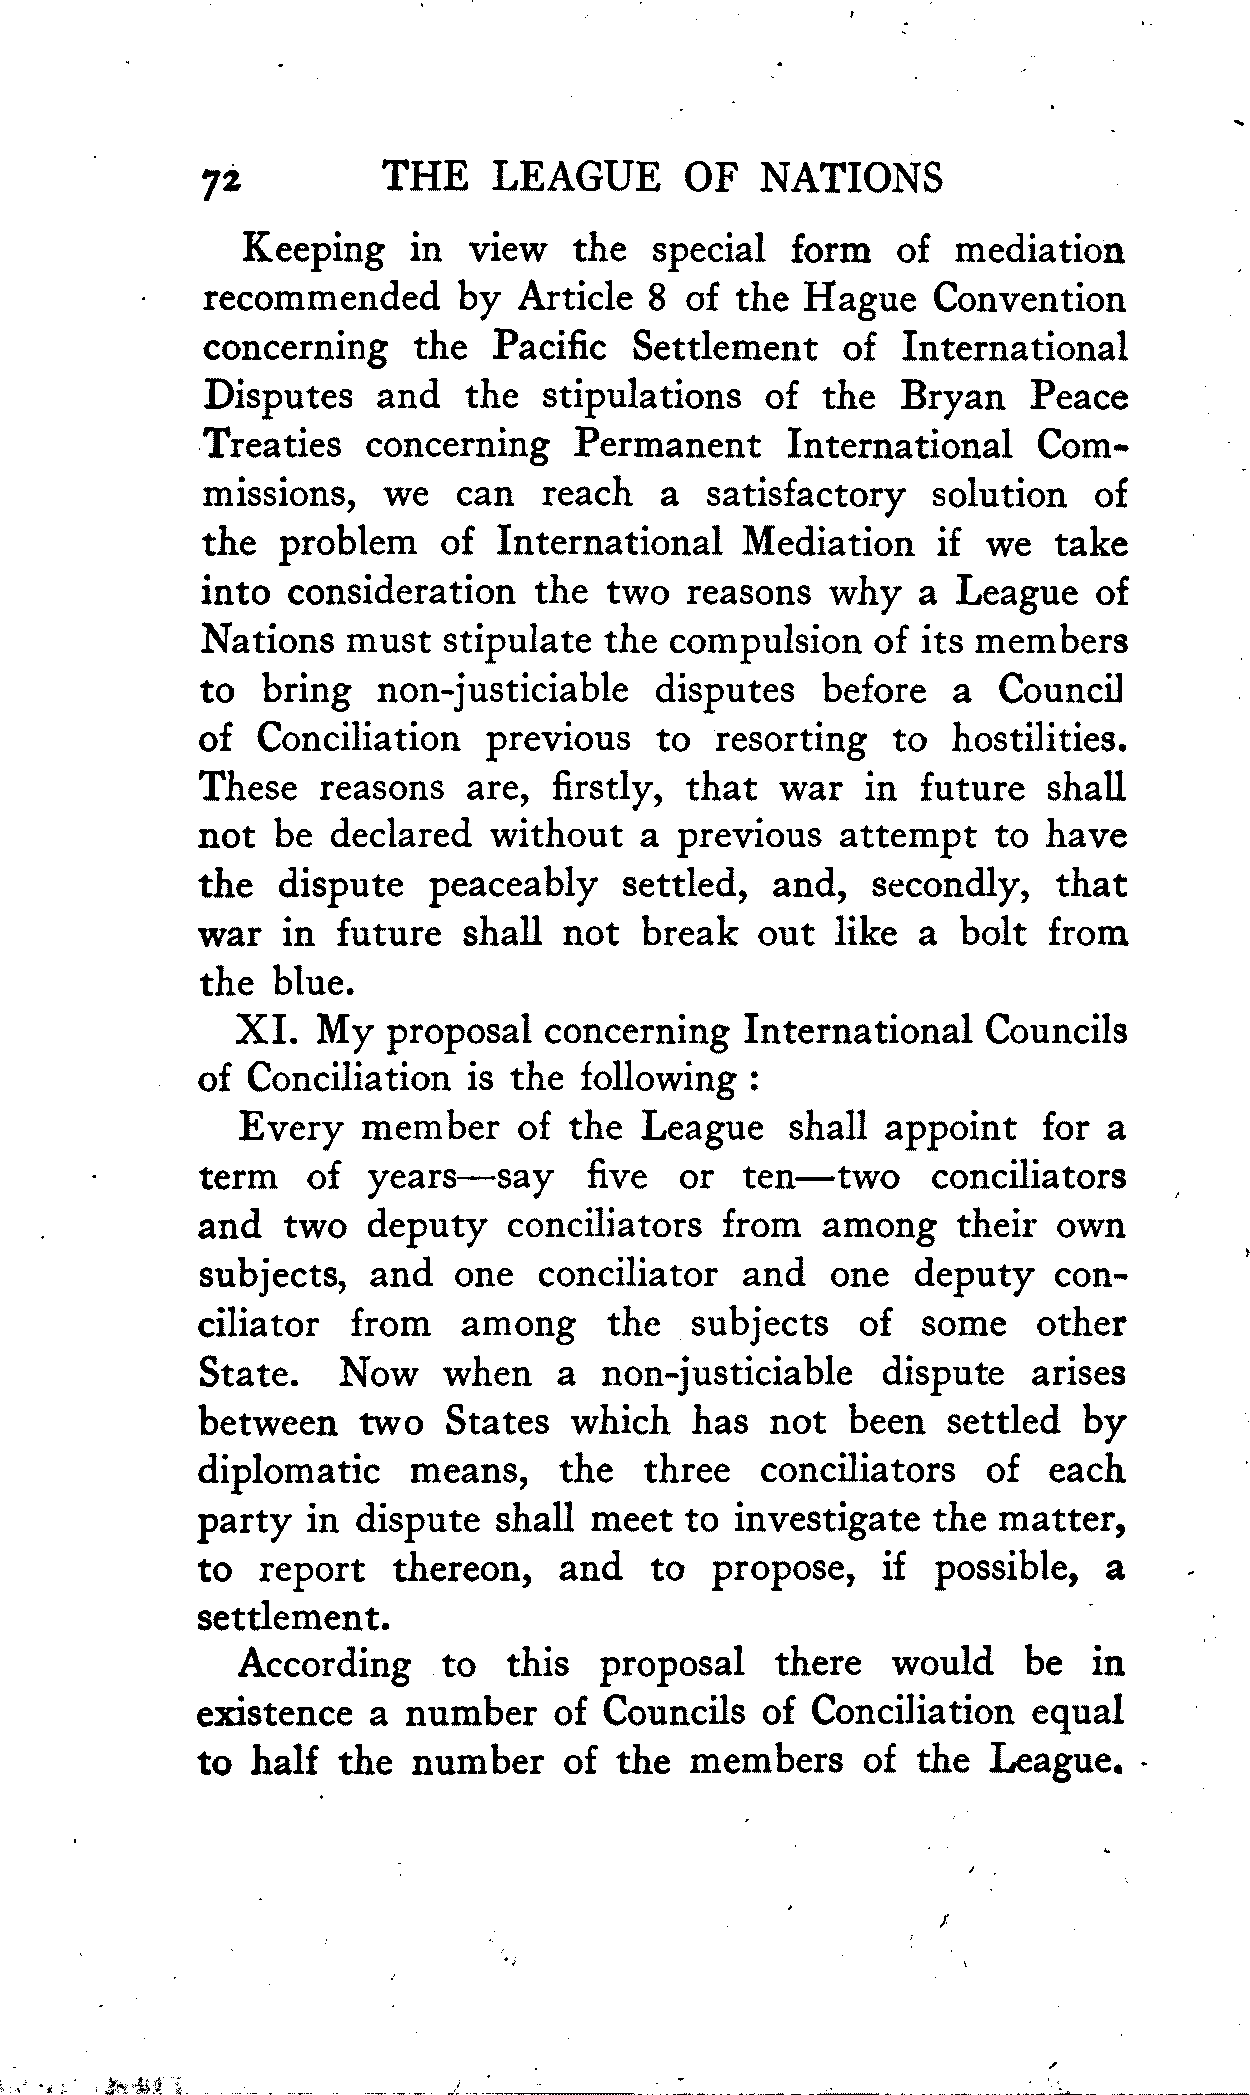 72 THE LEAGUE OF NATIONS
Keeping in view the special form of mediation
recommended by Article 8 of the Hague Convention
concerning the Pacific Settlement of International
Disputes and the stipulations of the Bryan Peace
Treaties concerning Permanent International Com-
missions, we can reach a satisfactory solution of
the problem of International Mediation if we take
into consideration the two reasons why a League of
Nations must stipulate the compulsion of its members
to bring non-justiciable disputes before a Council
of Conciliation previous to resorting to hostilities.
These reasons are, firstly, that war in future shall
not be declared without a previous attempt to have
the dispute peaceably settled, and, secondly, that
war in future shall not break out like a bolt from
the blue.
XI. My proposal concerning International Councils
of Conciliation is the following :
Every member of the League shall appoint for a
term of years—say five or ten—two conciliators
and two deputy conciliators from among their own
subjects, and one conciliator and one deputy con-
ciliator from among the subjects of some other
State. Now when a non-justiciable dispute arises
between two States which has not been settled by
diplomatic means, the three conciliators of each
party in dispute shall meet to investigate the matter,
to report thereon, and to propose, if possible, a
settlement.
According to this proposal there would be in
existence a number of Councils of Conciliation equal
to half the number of the members of the League.